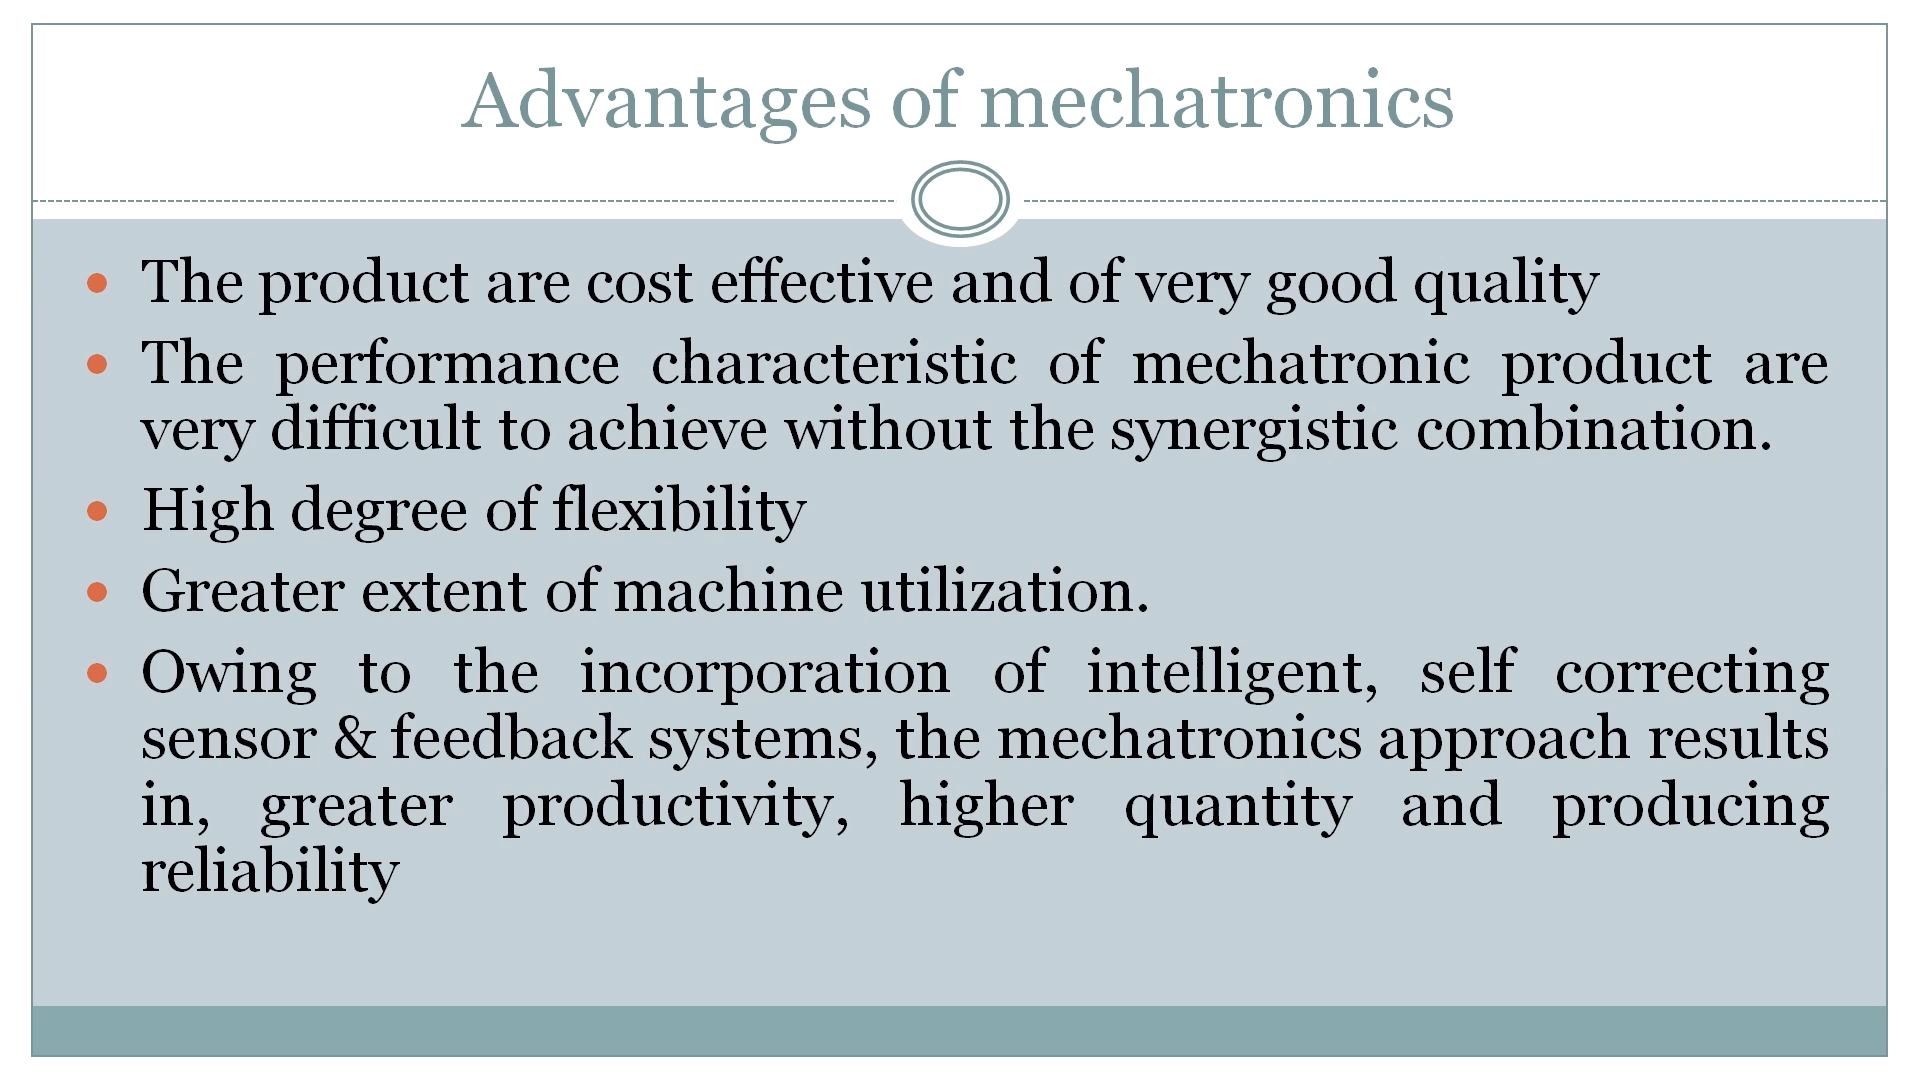 Advantages of mechatronics
• The product are cost effective and of very good quality
• The performance characteristic of mechatronic product are
very difficult to achieve without the synergistic combination.
• High degree of flexibility
• Greater extent of machine utilization.
• Owing to the incorporation of intelligent, self correcting
sensor & feedback systems, the mechatronics approach results
in, greater productivity, higher quantity and producing
reliability